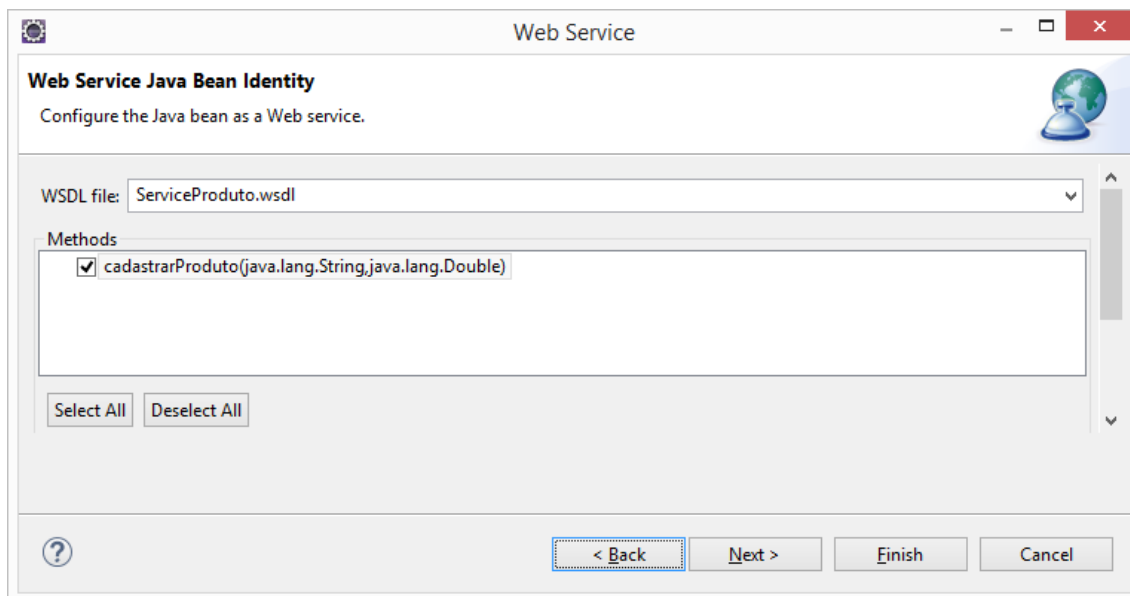 Web Service
Web Service Java Bean Identity
Configure the Java bean as a Web service.
WSDL file: ServiceProduto.wsdl
Methods
cadastrarProduto(java.lang.String,java.lang.Double)
Select All Deselect All
? < Back Next > Finish Cancel